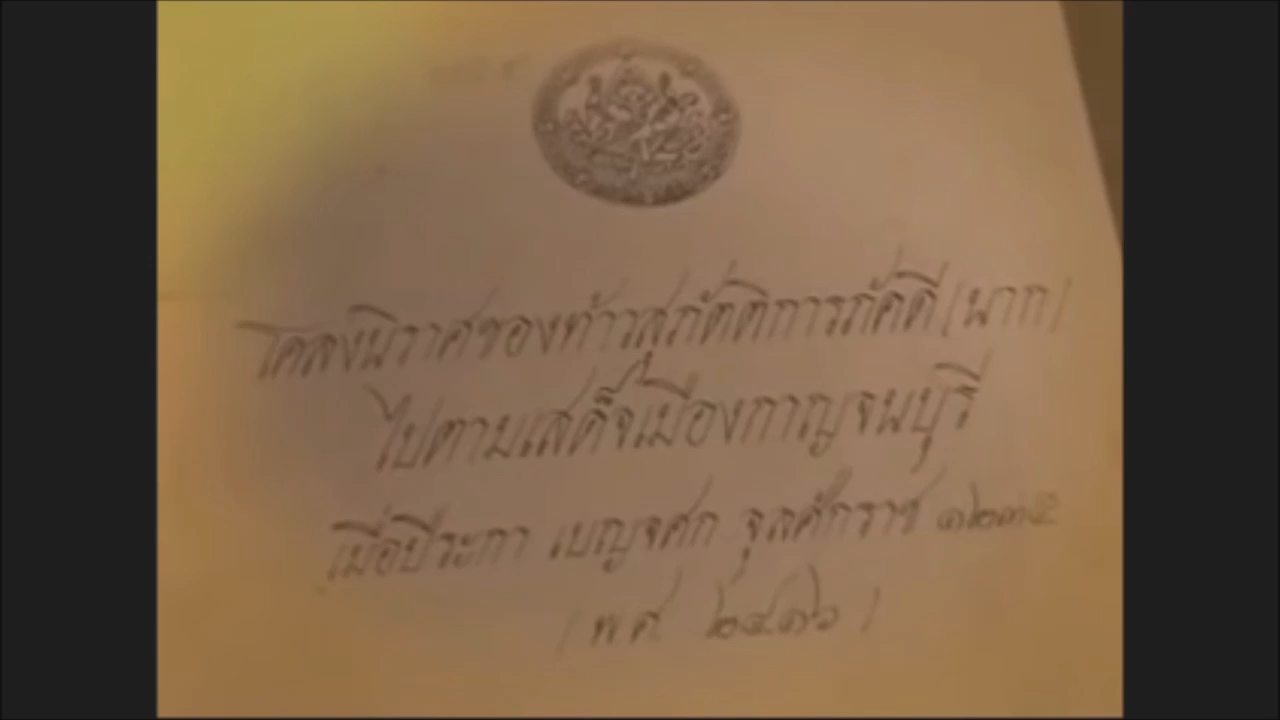 โคลงนิราศของท้าวสุภัตติการภักดี (นาก)
ไปตามเสด็จเมืองกาญจนบุรี
เมื่อปีระกา เบญจศก จุลศักราช ๑๒๓๕
(พ.ศ. ๒๔๑๖)